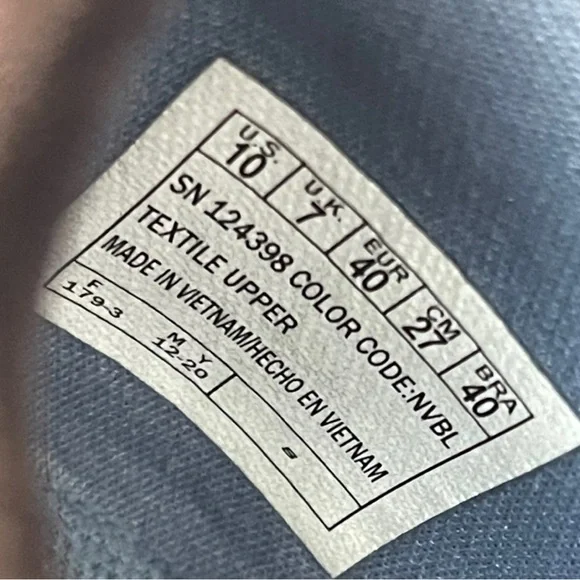 U.S. U.K. EUR CM BRA
10 7 40 27 40
SN 124398 COLOR CODE:NVBL
TEXTILE UPPER
MADE IN VIETNAM/HECHO EN VIETNAM
F M Y
179-3 12-20